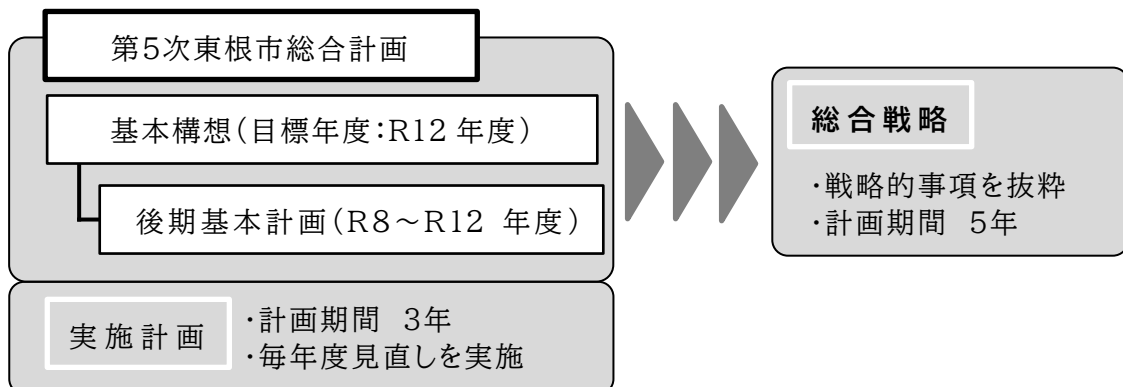 第5次東根市総合計画
基本構想(目標年度:R12 年度)
後期基本計画(R8～R12 年度)
実施計画
・計画期間 3年
・毎年度見直しを実施
総合戦略
・戦略的事項を抜粋
・計画期間 5年